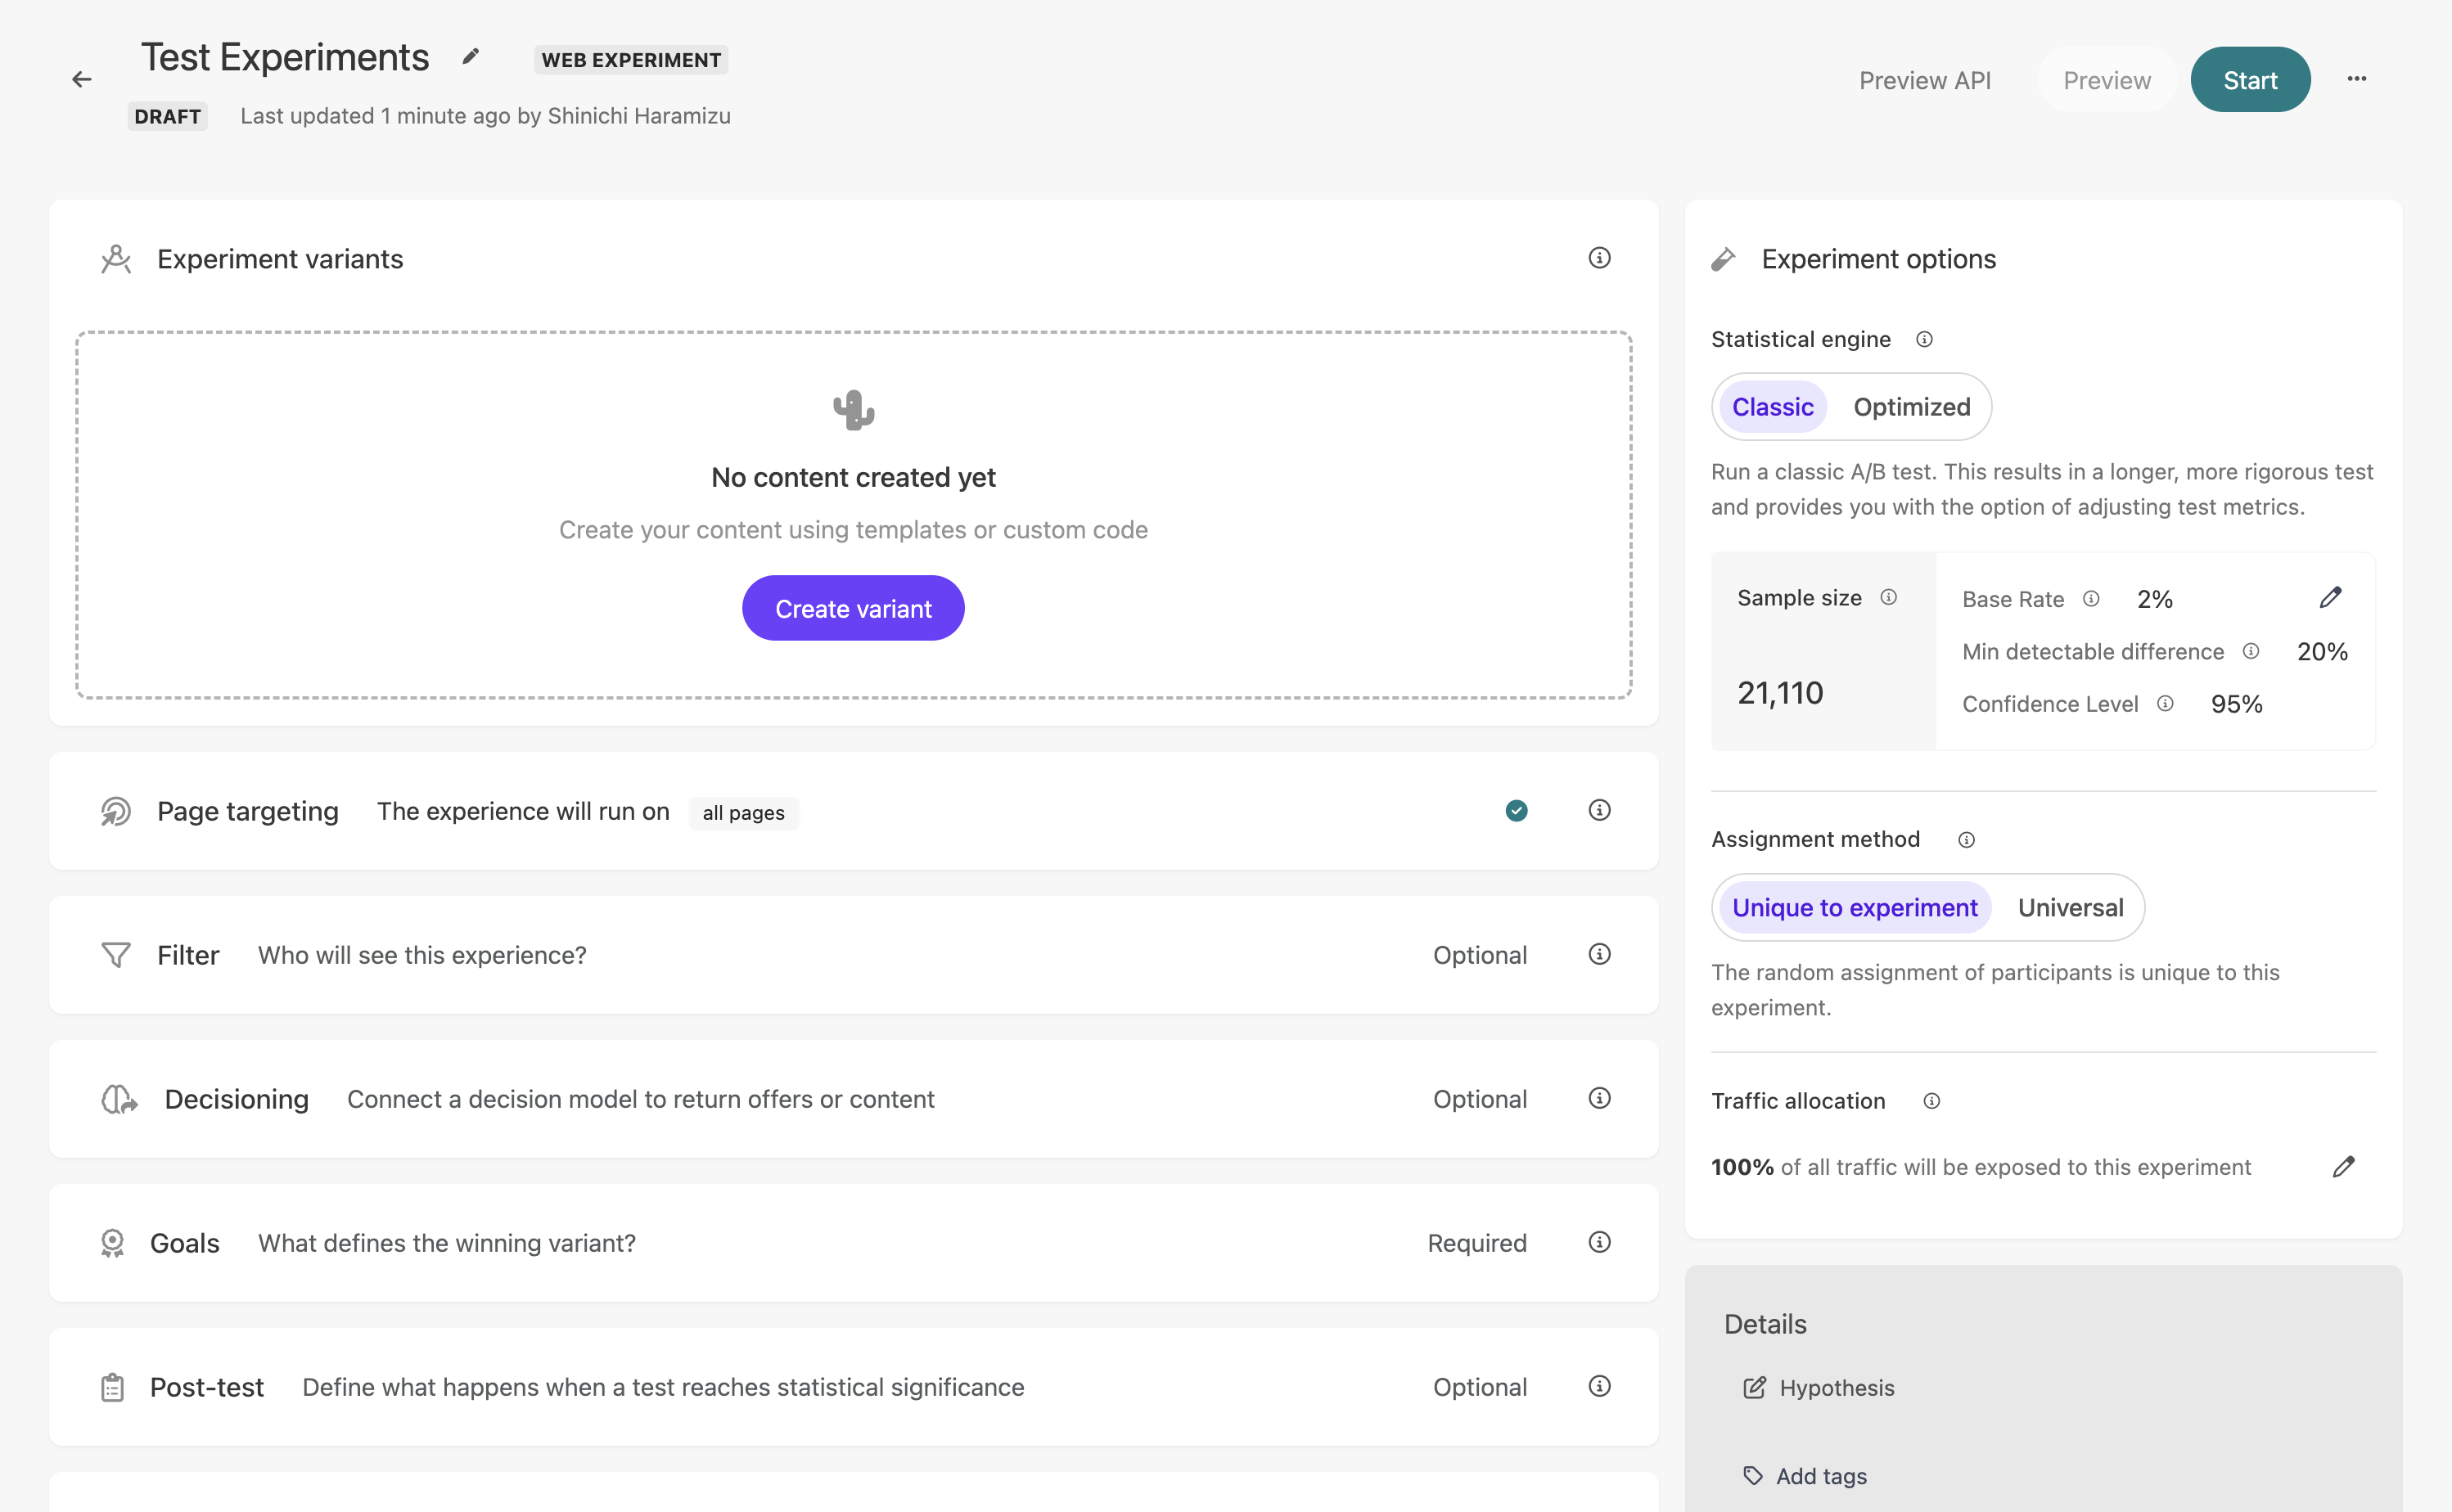 Test Experiments
WEB EXPERIMENT
DRAFT
Last updated 1 minute ago by Shinichi Haramizu
Preview API
Preview
Start
Experiment variants
No content created yet
Create your content using templates or custom code
Create variant
Page targeting
The experience will run on
all pages
Filter
Who will see this experience?
Optional
Decisioning
Connect a decision model to return offers or content
Optional
Goals
What defines the winning variant?
Required
Post-test
Define what happens when a test reaches statistical significance
Optional
Experiment options
Statistical engine
Classic
Optimized
Run a classic A/B test. This results in a longer, more rigorous test
and provides you with the option of adjusting test metrics.
Sample size
21,110
Base Rate
2%
Min detectable difference
20%
Confidence Level
95%
Assignment method
Unique to experiment
Universal
The random assignment of participants is unique to this
experiment.
Traffic allocation
100% of all traffic will be exposed to this experiment
Details
Hypothesis
Add tags